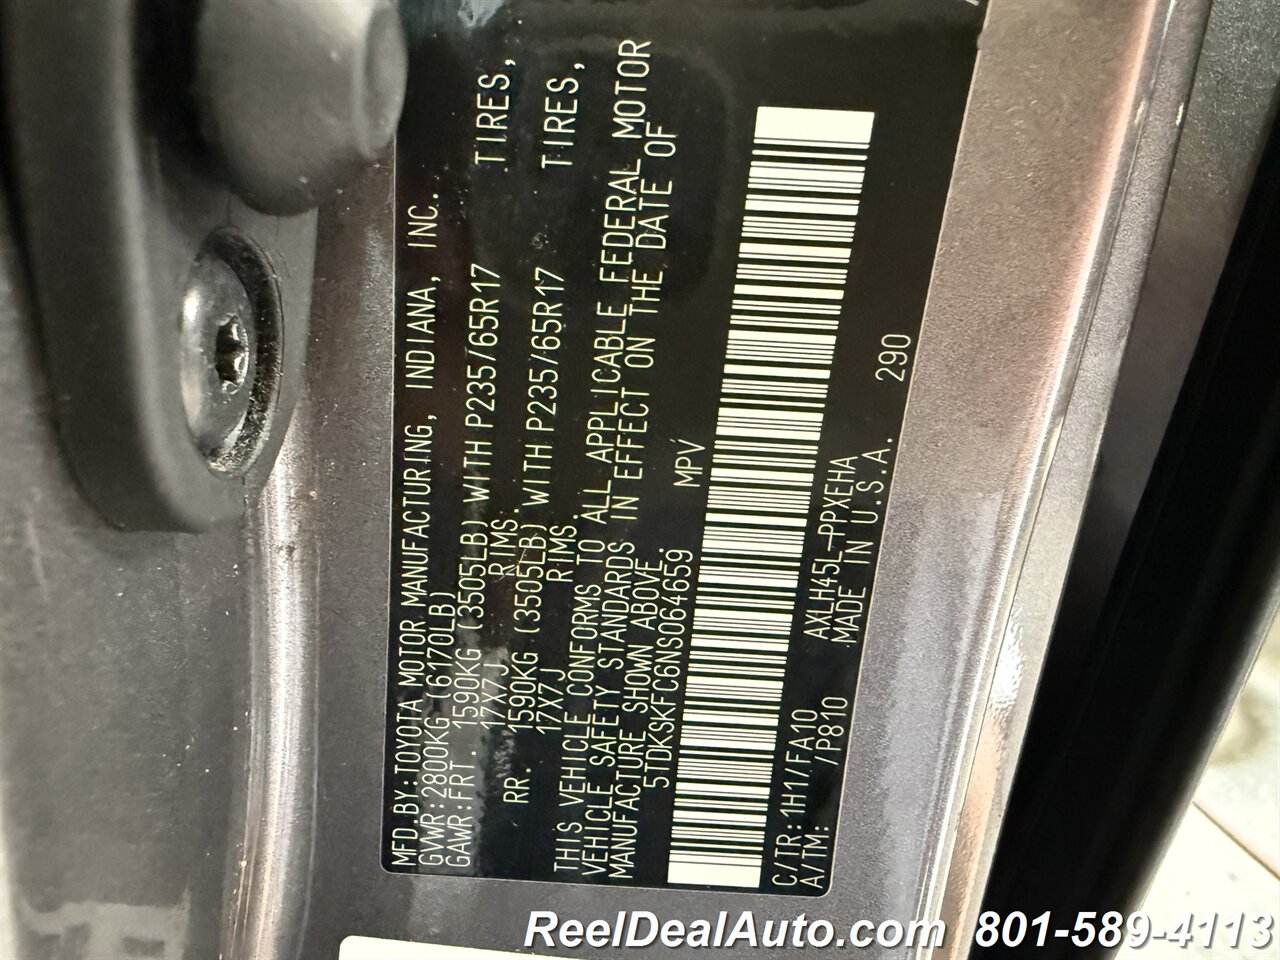 MFD.BY:TOYOTA MOTOR MANUFACTURING, INDIANA, INC.
GVWR:2800KG (6170LB)
GAWR:FRT. 1590KG (3505LB) WITH P235/65R17 TIRES,
17X7J RIMS.
RR. 1590KG (3505LB) WITH P235/65R17 TIRES,
17X7J RIMS.
THIS VEHICLE CONFORMS TO ALL APPLICABLE FEDERAL MOTOR
VEHICLE SAFETY STANDARDS IN EFFECT ON THE DATE OF
MANUFACTURE SHOWN ABOVE.
5TDKSKFC6NS064659 MPV
C/TR:1H1/FA10 AXLH45L-PPXEHA 290
A/TM: /P810 MADE IN U.S.A.
ReelDealAuto.com 801-589-4113